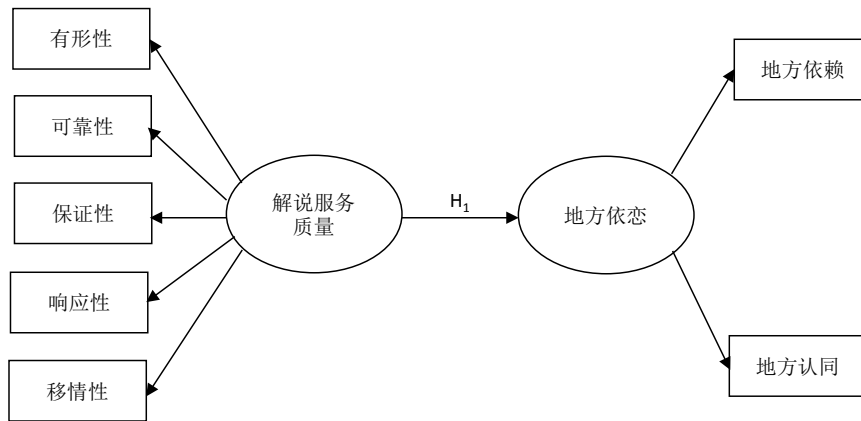 有形性
可靠性
保证性
响应性
移情性
解说服务
质量
H₁
地方依恋
地方依赖
地方认同